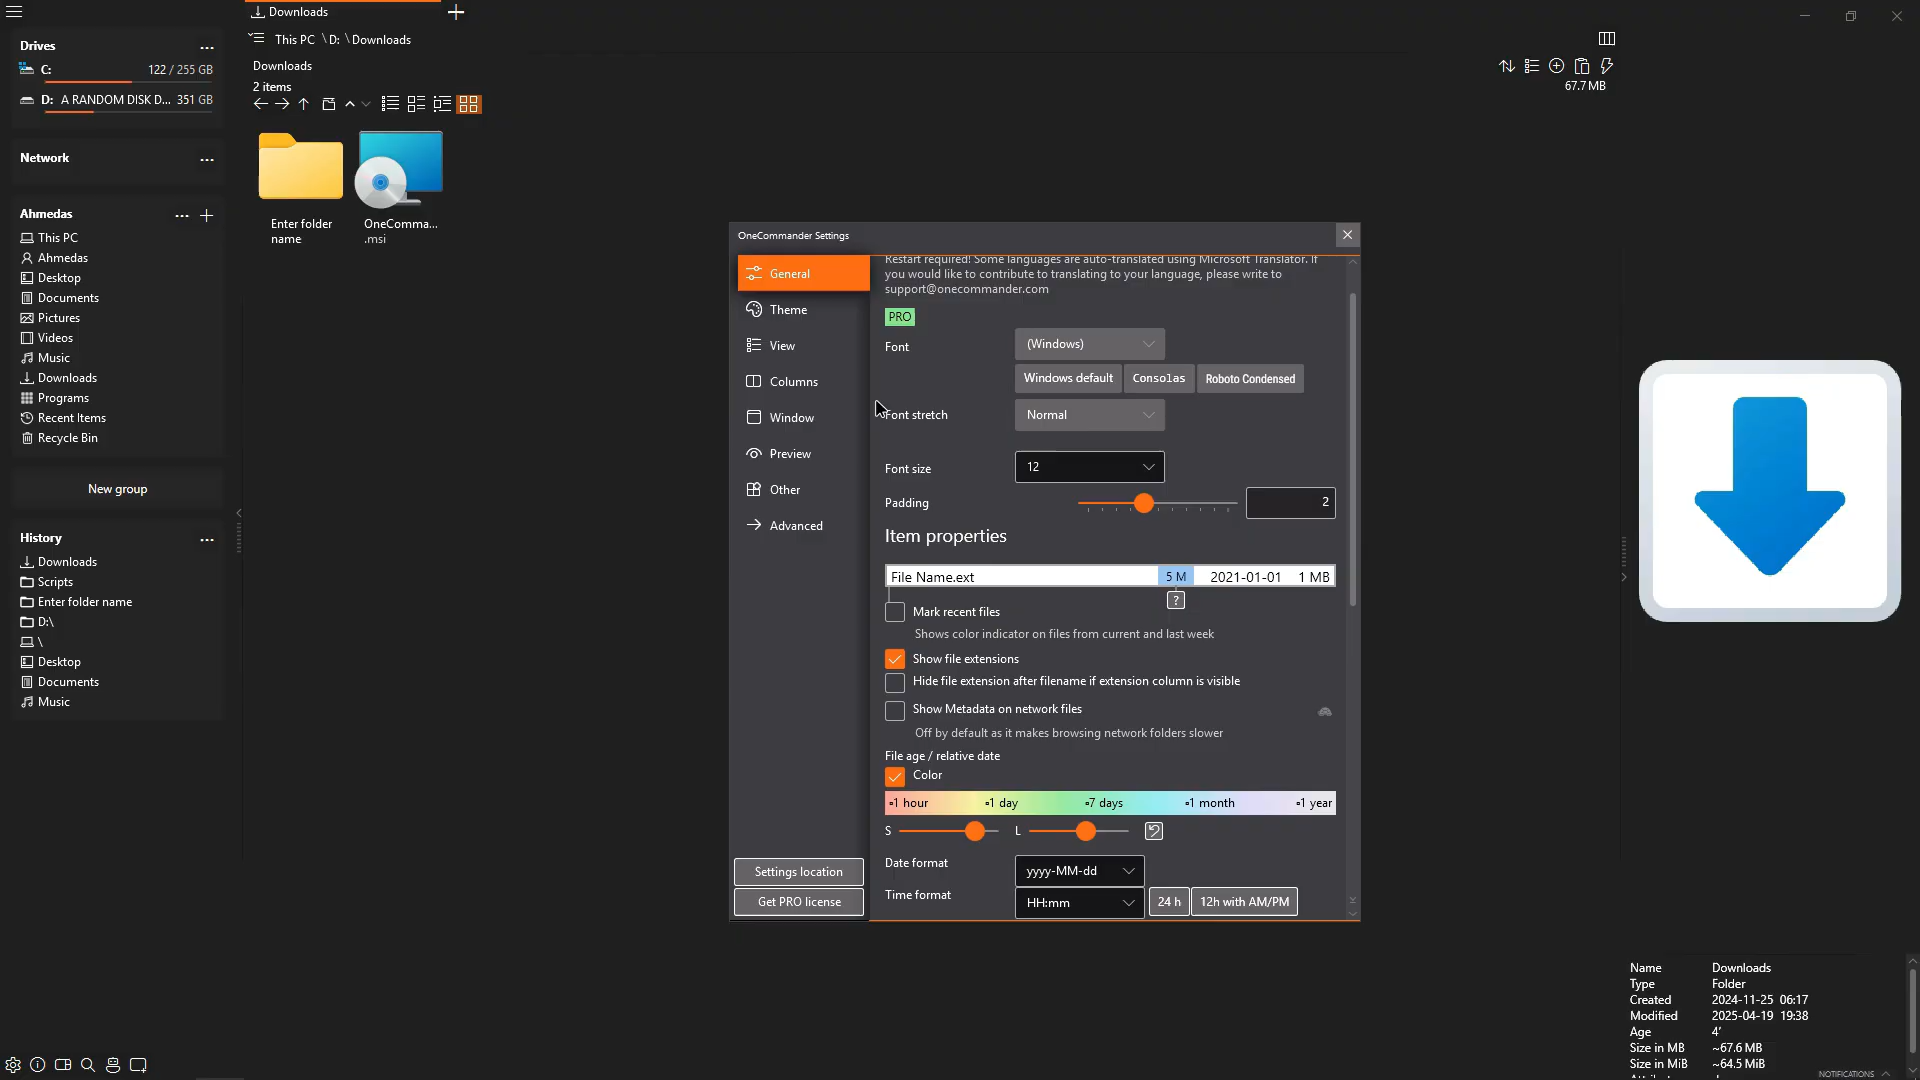 Drives
C: 122 / 255 GB
D: A RANDOM DISK D... 351 GB
Network
Ahmedas
This PC
Ahmedas
Desktop
Documents
Pictures
Videos
Music
Downloads
Programs
Recent Items
Recycle Bin
New group
History
Downloads
Scripts
Enter folder name
D:\
\
Desktop
Documents
Music
Downloads
This PC \ D: \ Downloads
Downloads
2 items
67.7 MB
Enter folder
name
OneComma...
.msi
OneCommander Settings
General
Theme
View
Columns
Window
Preview
Other
Advanced
Settings location
Get PRO license
Restart required! Some languages are auto-translated using Microsoft Translator. If
you would like to contribute to translating to your language, please write to
support@onecommander.com
PRO
Font (Windows)
Windows default Consolas Roboto Condensed
Font stretch Normal
Font size 12
Padding 2
Item properties
File Name.ext 5 M 2021-01-01 1 MB
?
Mark recent files
Shows color indicator on files from current and last week
Show file extensions
Hide file extension after filename if extension column is visible
Show Metadata on network files
Off by default as it makes browsing network folders slower
File age / relative date
Color
1 hour 1 day 7 days 1 month 1 year
S L
Date format yyyy-MM-dd
Time format HH:mm 24 h 12h with AM/PM
Name Downloads
Type Folder
Created 2024-11-25 06:17
Modified 2025-04-19 19:38
Age 4'
Size in MB ~67.6 MB
Size in MiB ~64.5 MiB
NOTIFICATIONS